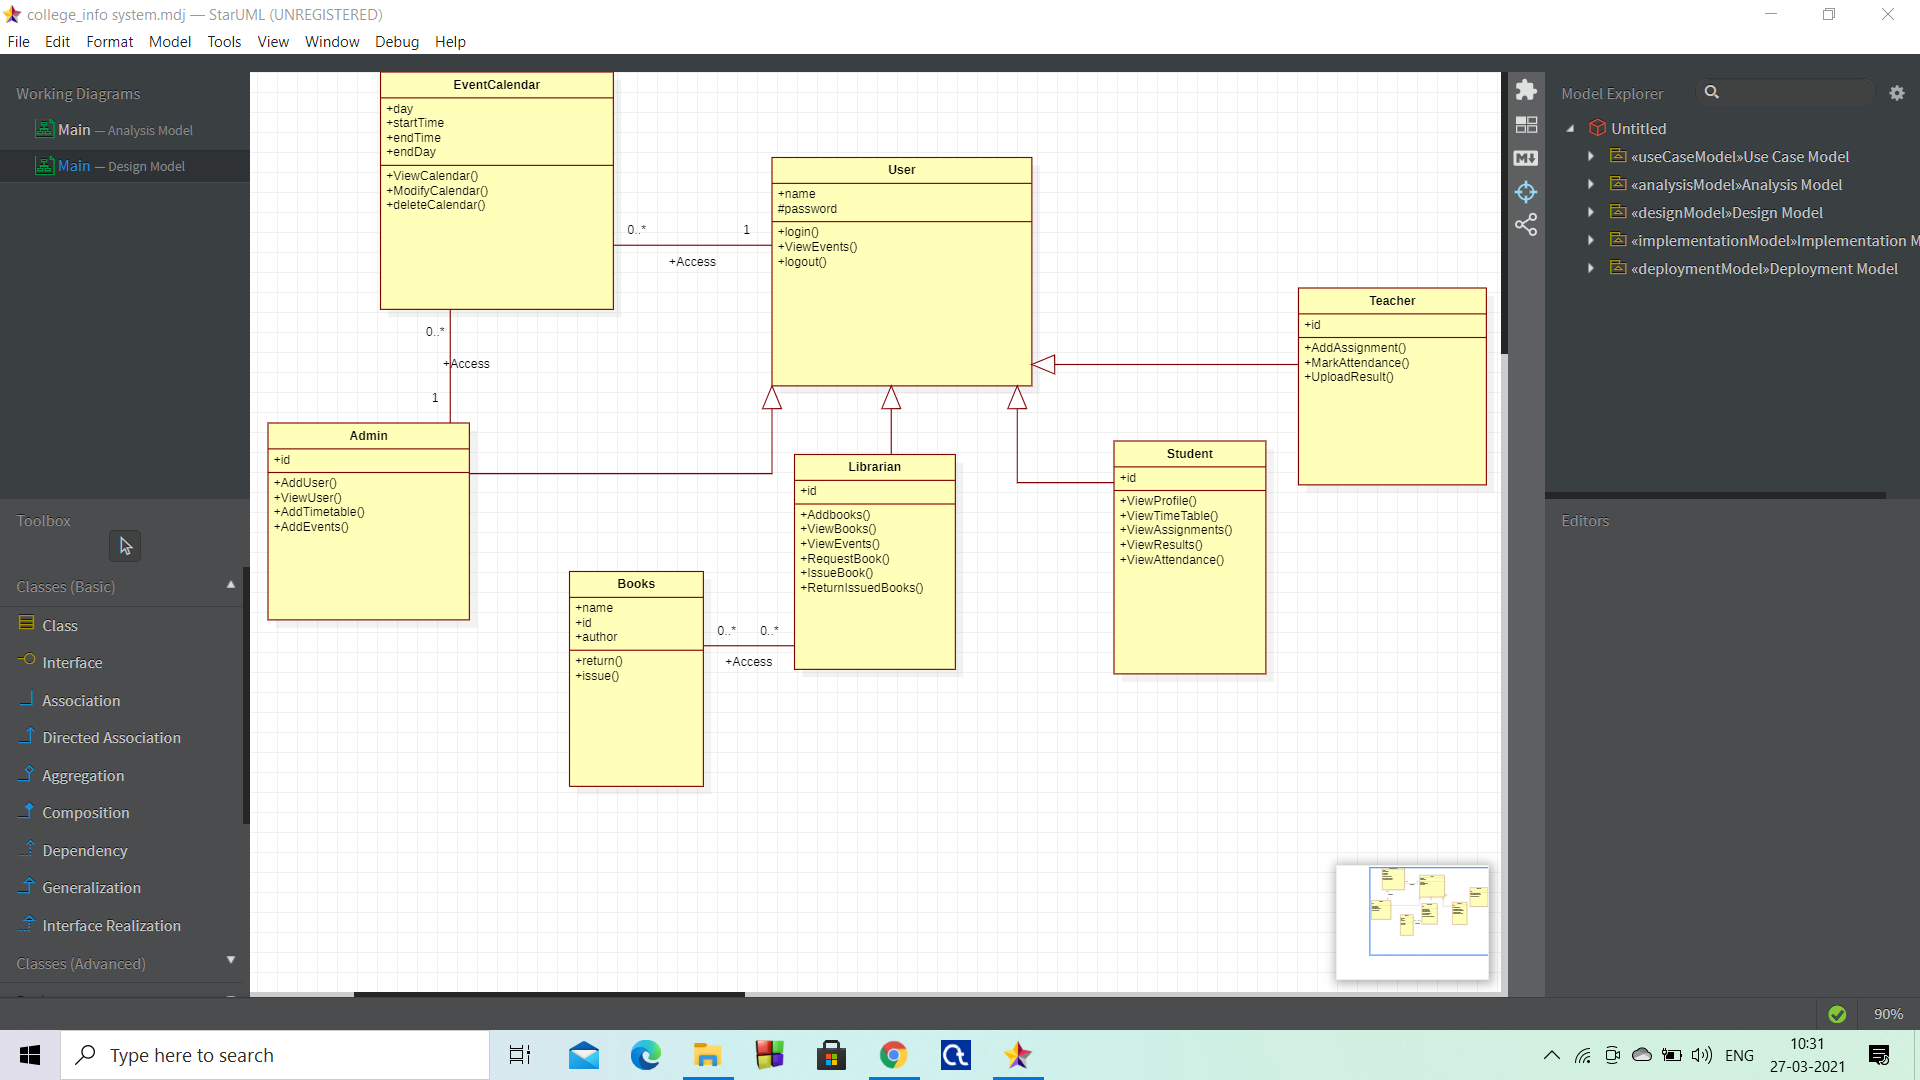 college_info system.mdj — StarUML (UNREGISTERED)
File Edit Format Model Tools View Window Debug Help
Working Diagrams
Main — Analysis Model
Main — Design Model
Toolbox
Classes (Basic)
Class
Interface
Association
Directed Association
Aggregation
Composition
Dependency
Generalization
Interface Realization
Classes (Advanced)
EventCalendar
+day
+startTime
+endTime
+endDay
+ViewCalendar()
+ModifyCalendar()
+deleteCalendar()
0..*
1
+Access
User
+name
#password
+login()
+ViewEvents()
+logout()
0..*
+Access
1
Teacher
+id
+AddAssignment()
+MarkAttendance()
+UploadResult()
Admin
+id
+AddUser()
+ViewUser()
+AddTimetable()
+AddEvents()
Librarian
+id
+Addbooks()
+ViewBooks()
+ViewEvents()
+RequestBook()
+IssueBook()
+ReturnIssuedBooks()
Student
+id
+ViewProfile()
+ViewTimeTable()
+ViewAssignments()
+ViewResults()
+ViewAttendance()
Books
+name
+id
+author
+return()
+issue()
0..*
0..*
+Access
Model Explorer
Untitled
«useCaseModel»Use Case Model
«analysisModel»Analysis Model
«designModel»Design Model
«implementationModel»Implementation M
«deploymentModel»Deployment Model
Editors
90%
Type here to search
ENG
10:31
27-03-2021